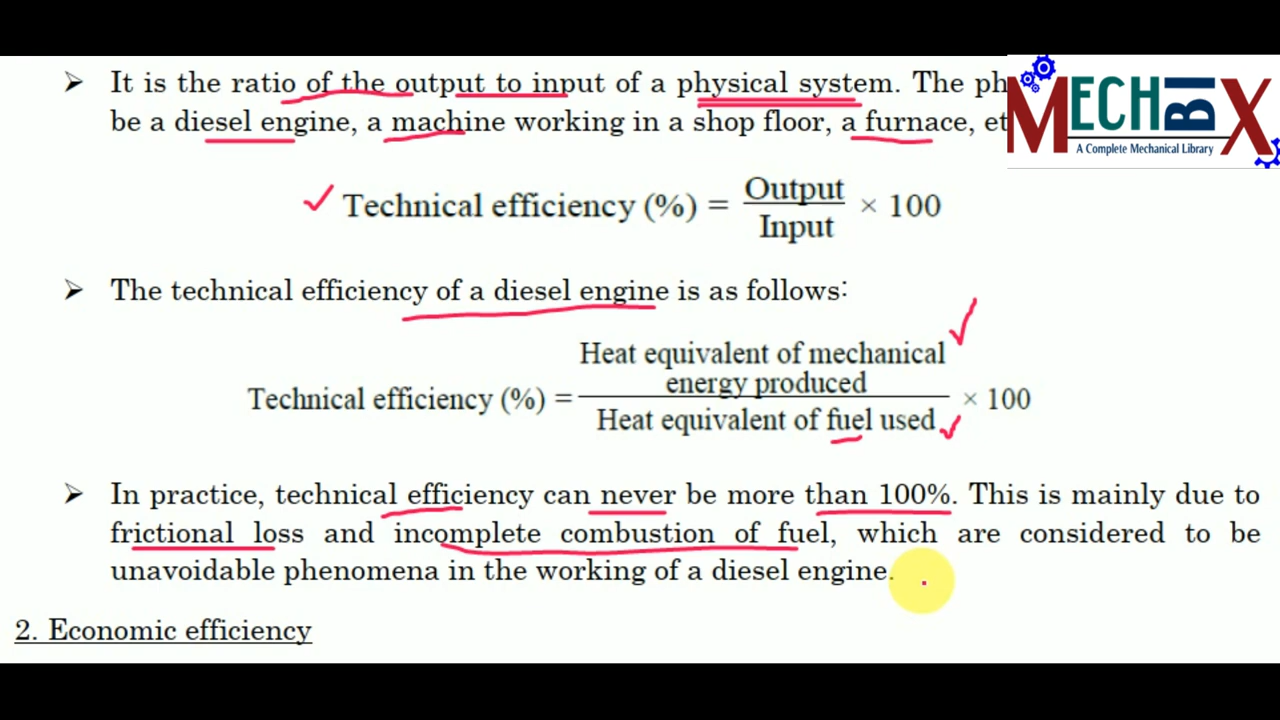 ➢ It is the ratio of the output to input of a physical system. The
be a diesel engine, a machine working in a shop floor, a furnace,
MECHBIX
A Complete Mechanical Library
Technical efficiency (%) = Output / Input × 100
➢ The technical efficiency of a diesel engine is as follows:
Heat equivalent of mechanical
energy produced
Technical efficiency (%) = × 100
Heat equivalent of fuel used
➢ In practice, technical efficiency can never be more than 100%. This is mainly due to
frictional loss and incomplete combustion of fuel, which are considered to be
unavoidable phenomena in the working of a diesel engine.
2. Economic efficiency